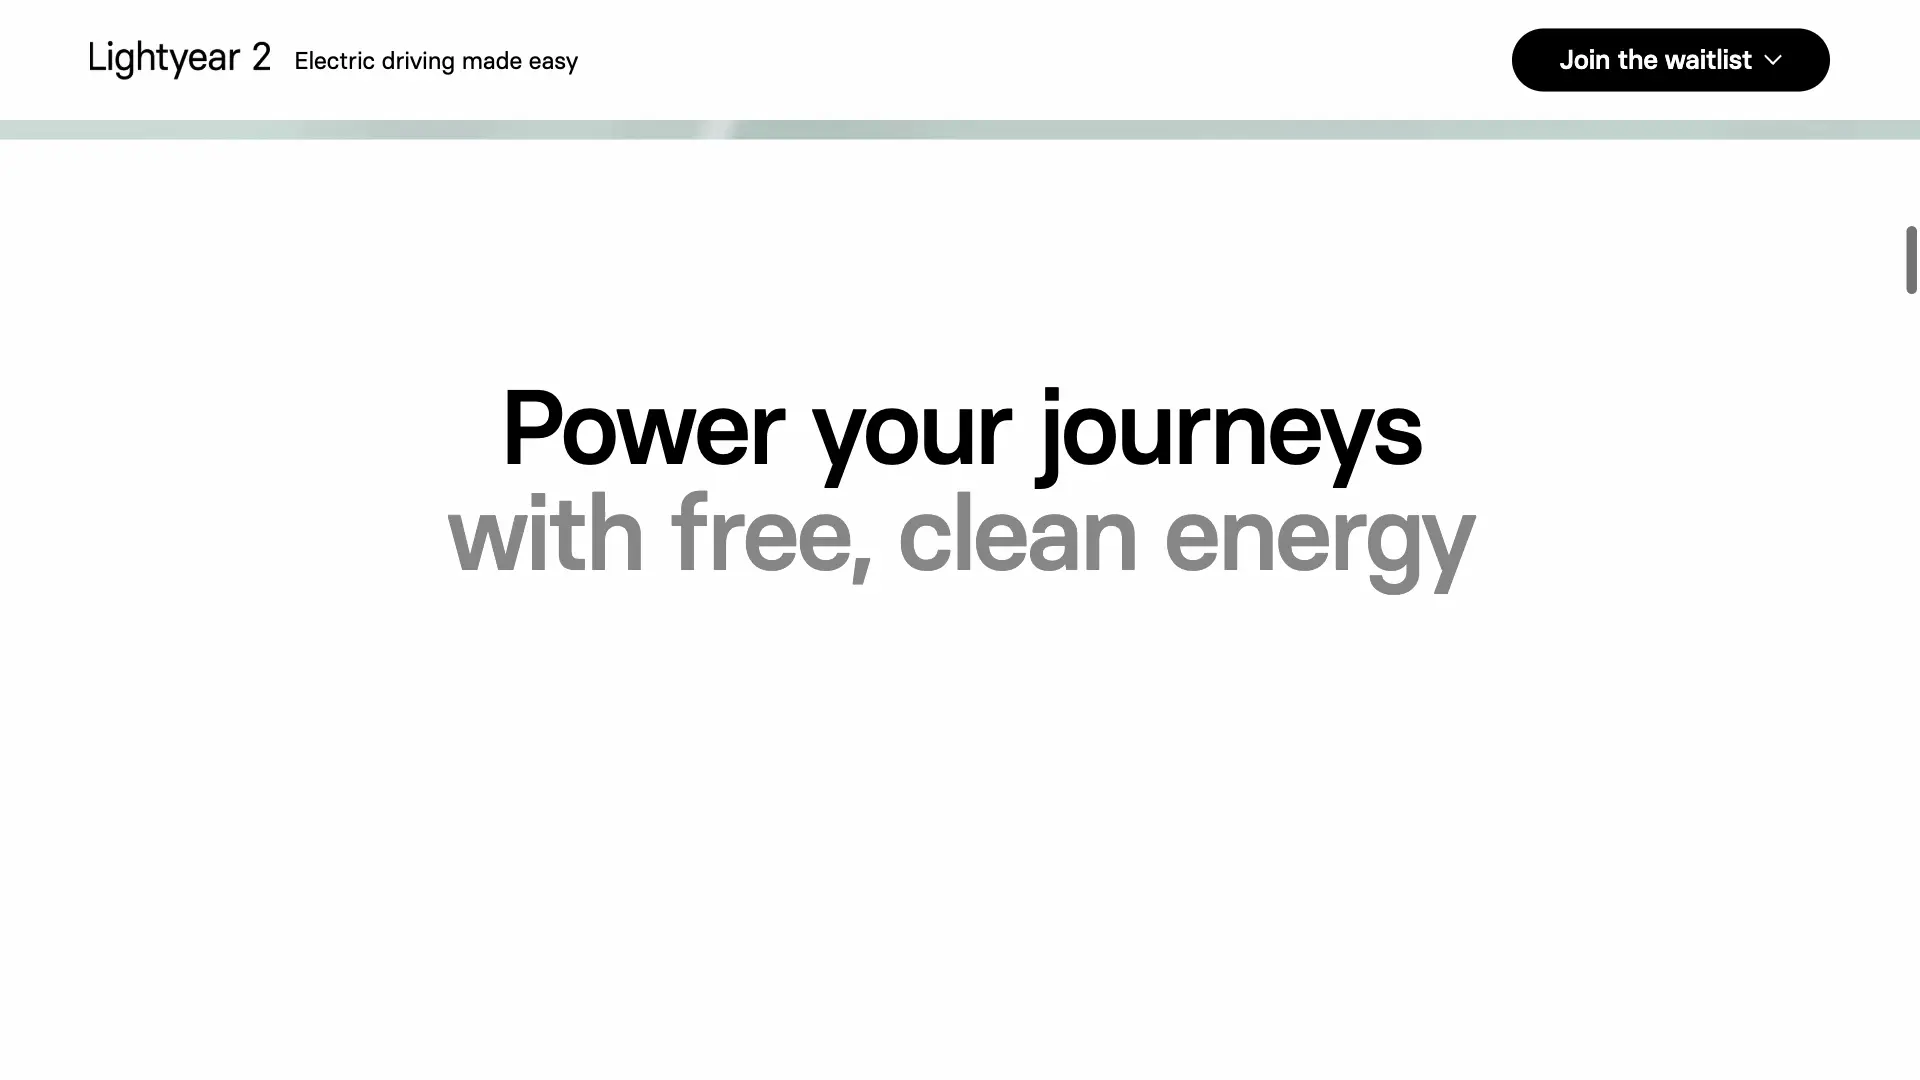 Lightyear 2
Electric driving made easy
Join the waitlist
Power your journeys
with free, clean energy